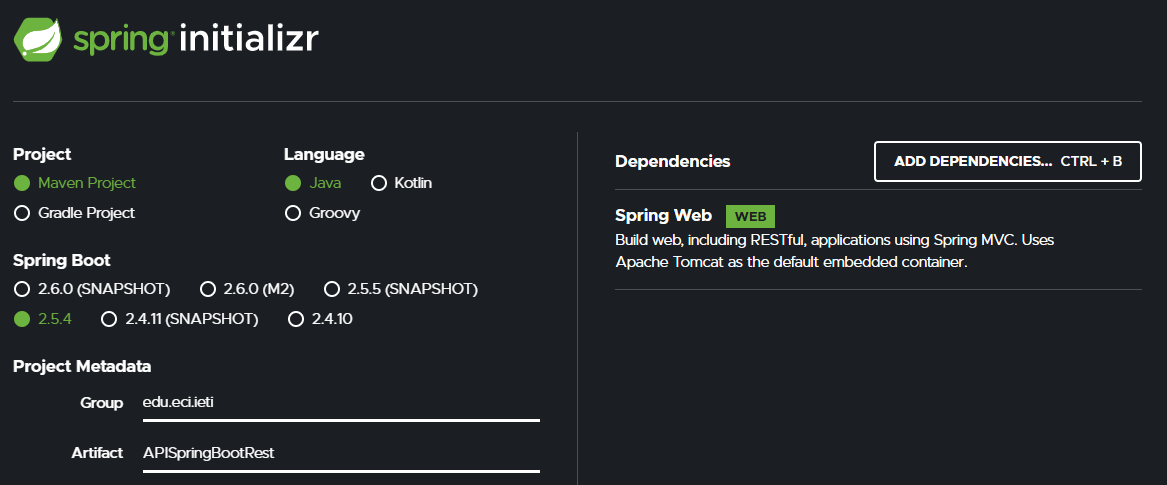 spring initializr
Project
Maven Project
Gradle Project
Language
Java Kotlin
Groovy
Spring Boot
2.6.0 (SNAPSHOT) 2.6.0 (M2) 2.5.5 (SNAPSHOT)
2.5.4 2.4.11 (SNAPSHOT) 2.4.10
Project Metadata
Group edu.eci.ieti
Artifact APISpringBootRest
Dependencies ADD DEPENDENCIES... CTRL + B
Spring Web WEB
Build web, including RESTful, applications using Spring MVC. Uses
Apache Tomcat as the default embedded container.